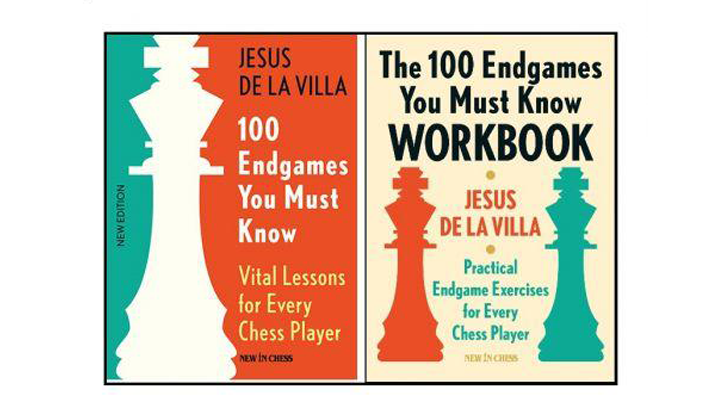 JESUS
DE LA VILLA
100
Endgames
You Must
Know
Vital Lessons
for Every
Chess Player
NEW IN CHESS
NEW EDITION
The 100 Endgames
You Must Know
WORKBOOK
JESUS
DE LA VILLA
Practical
Endgame Exercises
for Every
Chess Player
NEW IN CHESS